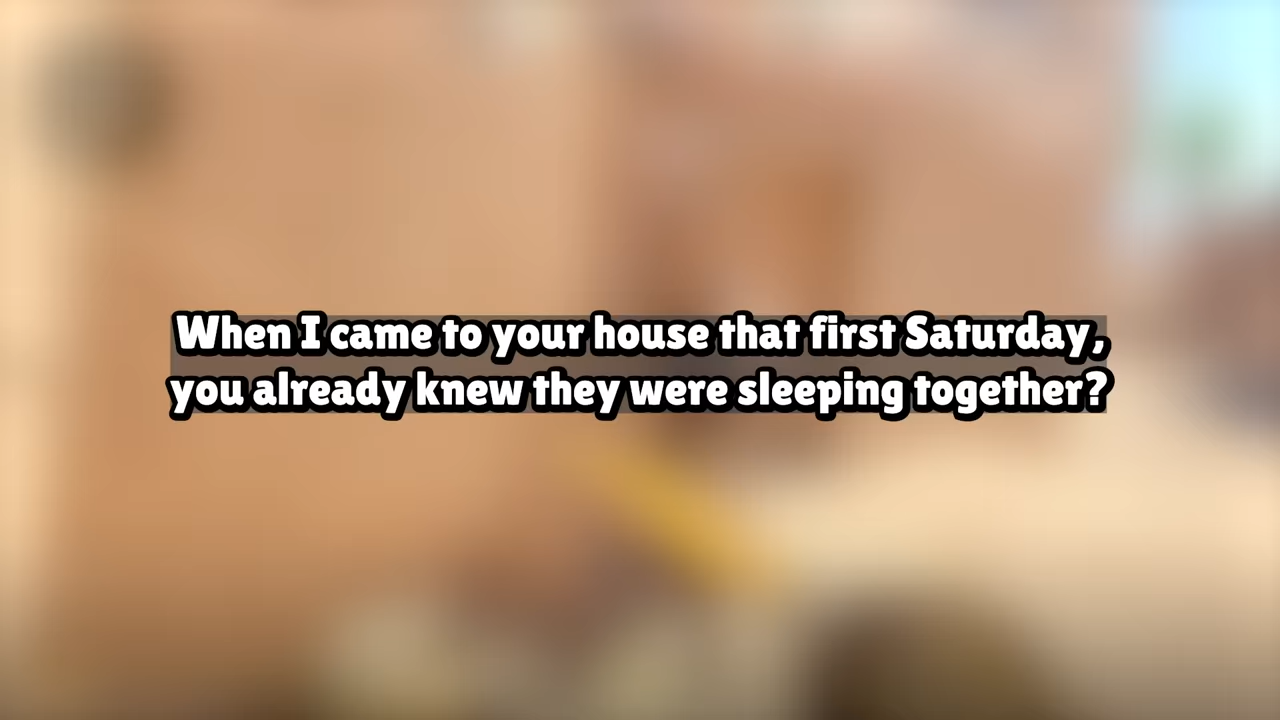 When I came to your house that first Saturday,
you already knew they were sleeping together?